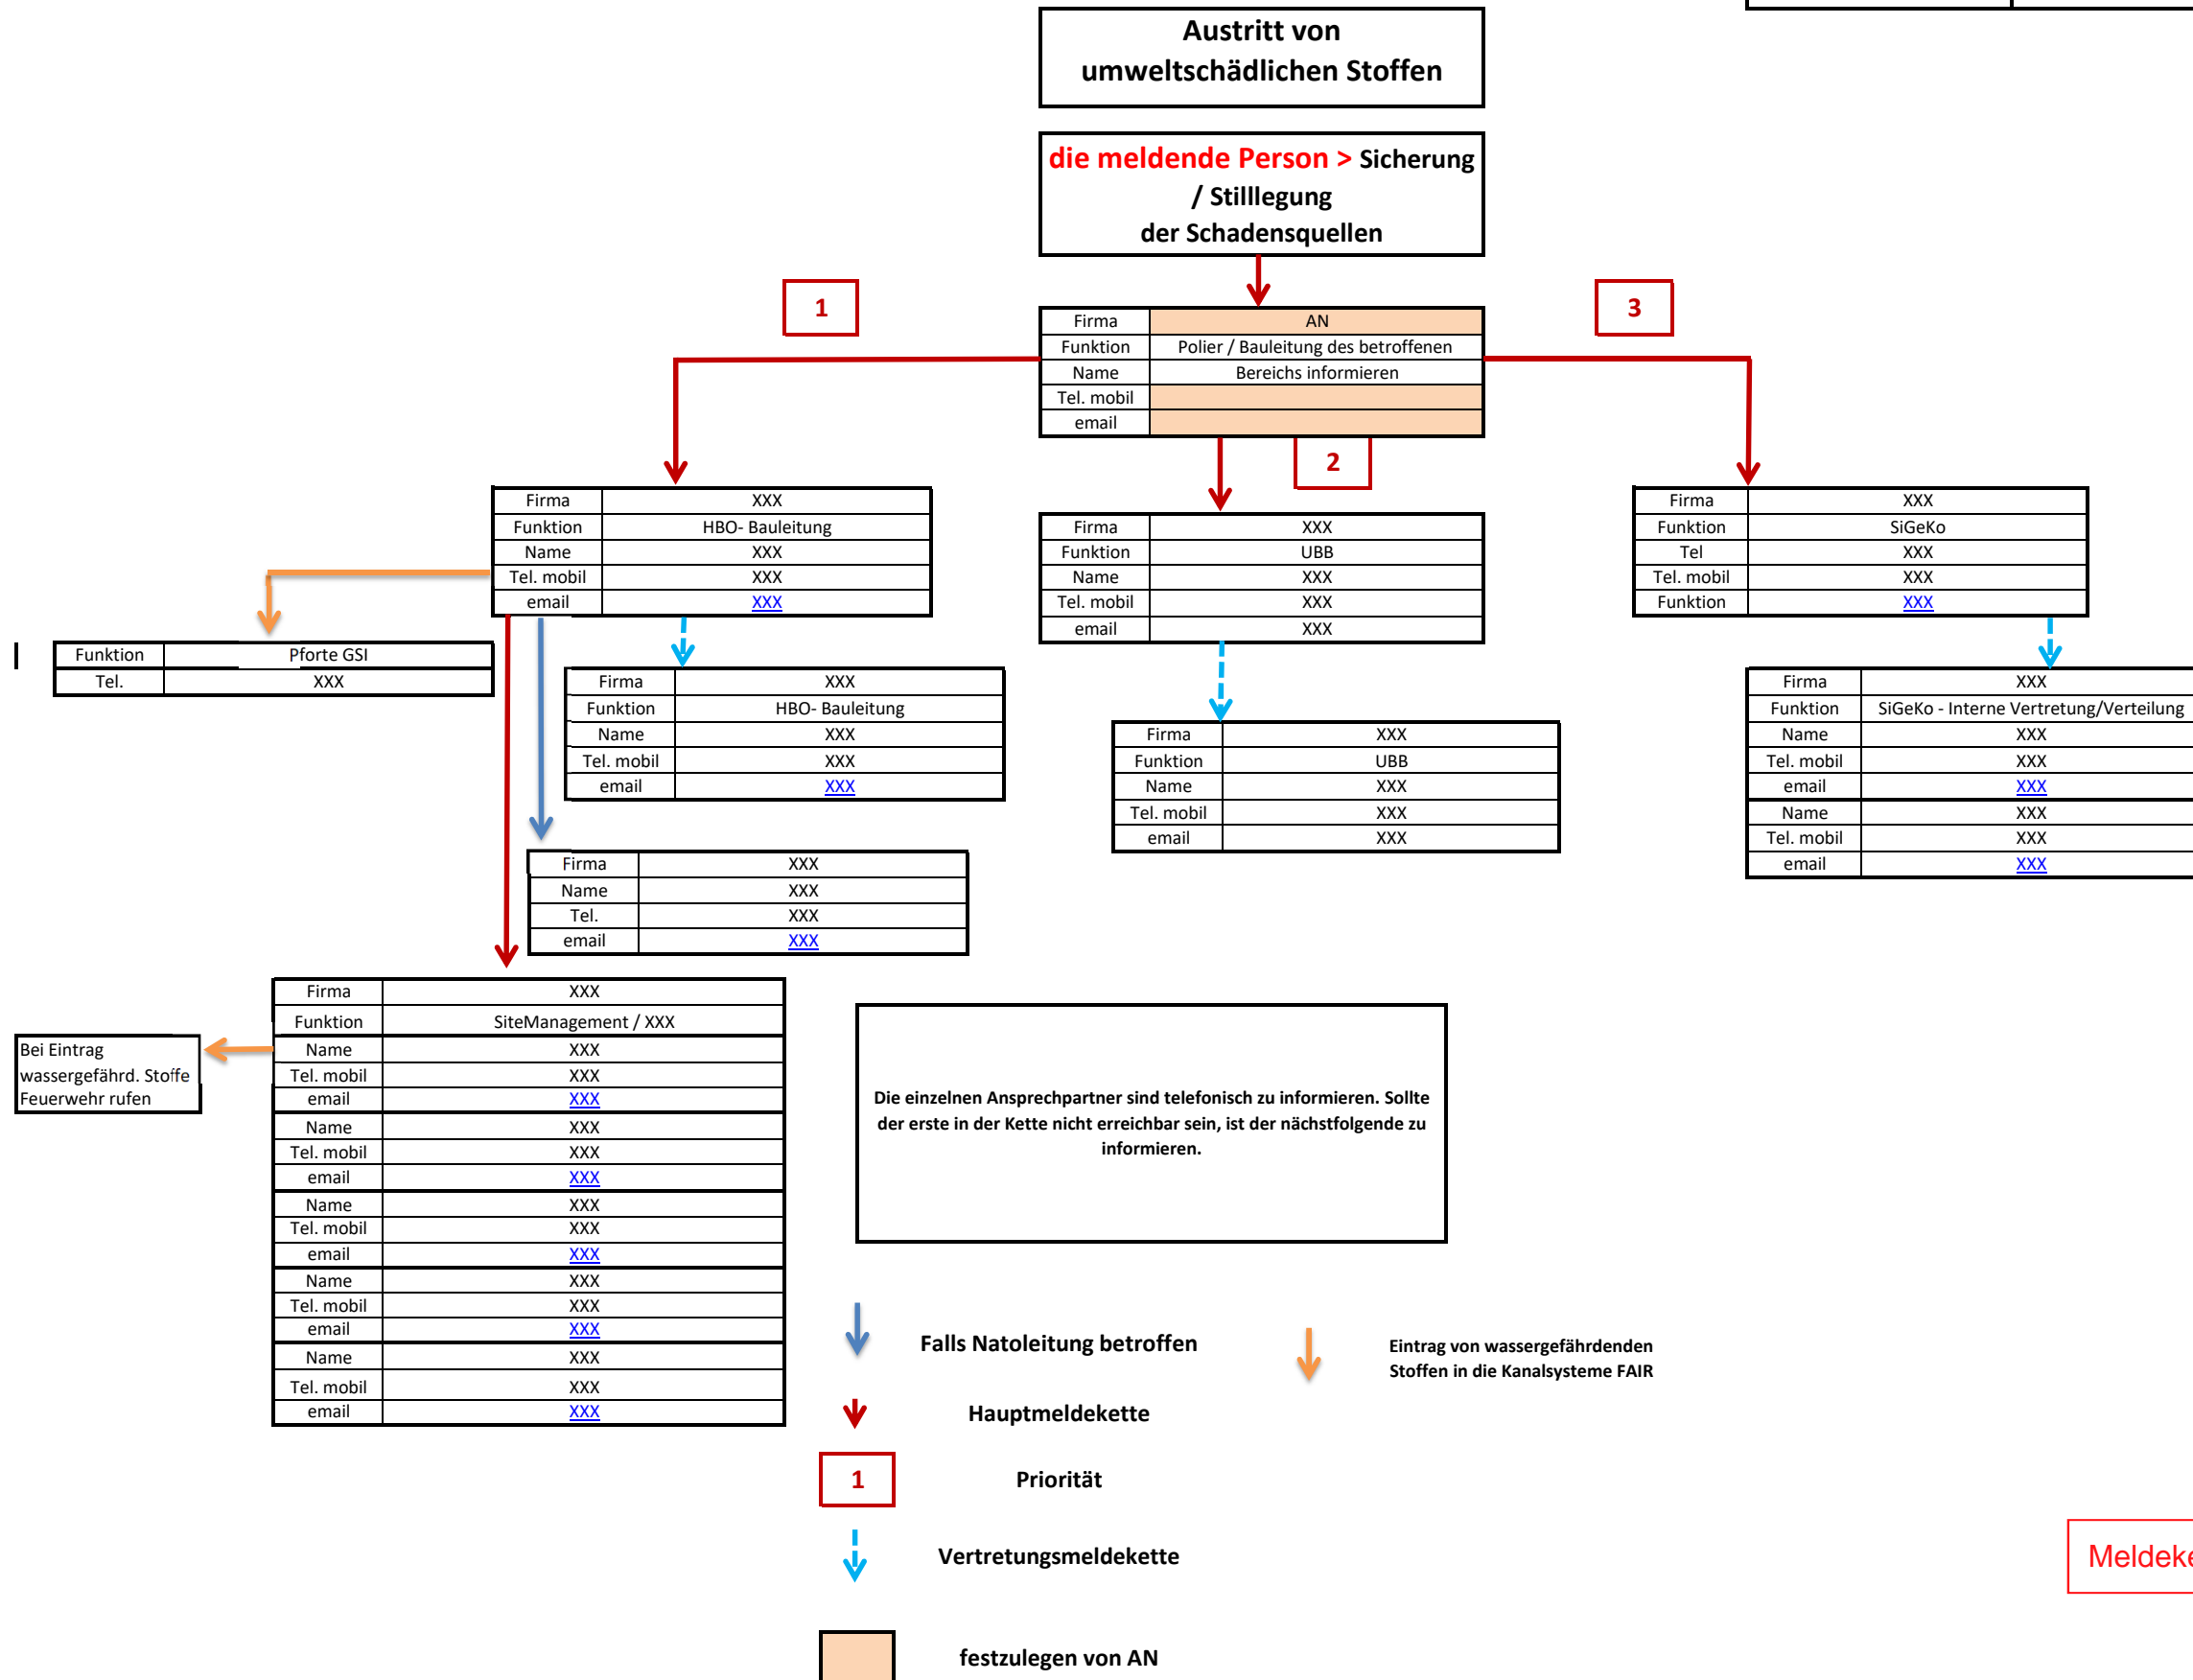 Austritt von
umweltschädlichen Stoffen
die meldende Person > Sicherung
/ Stilllegung
der Schadensquellen
1
3
Firma AN
Funktion Polier / Bauleitung des betroffenen
Name Bereichs informieren
Tel. mobil
email
2
Firma XXX
Funktion HBO- Bauleitung
Name XXX
Tel. mobil XXX
email XXX
Firma XXX
Funktion UBB
Name XXX
Tel. mobil XXX
email XXX
Firma XXX
Funktion SiGeKo
Tel XXX
Tel. mobil XXX
Funktion XXX
Funktion Pforte GSI
Tel. XXX
Firma XXX
Funktion HBO- Bauleitung
Name XXX
Tel. mobil XXX
email XXX
Firma XXX
Funktion UBB
Name XXX
Tel. mobil XXX
email XXX
Firma XXX
Funktion SiGeKo - Interne Vertretung/Verteilung
Name XXX
Tel. mobil XXX
email XXX
Name XXX
Tel. mobil XXX
email XXX
Firma XXX
Name XXX
Tel. XXX
email XXX
Firma XXX
Funktion SiteManagement / XXX
Name XXX
Tel. mobil XXX
email XXX
Name XXX
Tel. mobil XXX
email XXX
Name XXX
Tel. mobil XXX
email XXX
Name XXX
Tel. mobil XXX
email XXX
Name XXX
Tel. mobil XXX
email XXX
Bei Eintrag
wassergefährd. Stoffe
Feuerwehr rufen
Die einzelnen Ansprechpartner sind telefonisch zu informieren. Sollte
der erste in der Kette nicht erreichbar sein, ist der nächstfolgende zu
informieren.
Falls Natoleitung betroffen
Eintrag von wassergefährdenden
Stoffen in die Kanalsysteme FAIR
Hauptmeldekette
1 Priorität
Vertretungsmeldekette
Meldeke
festzulegen von AN